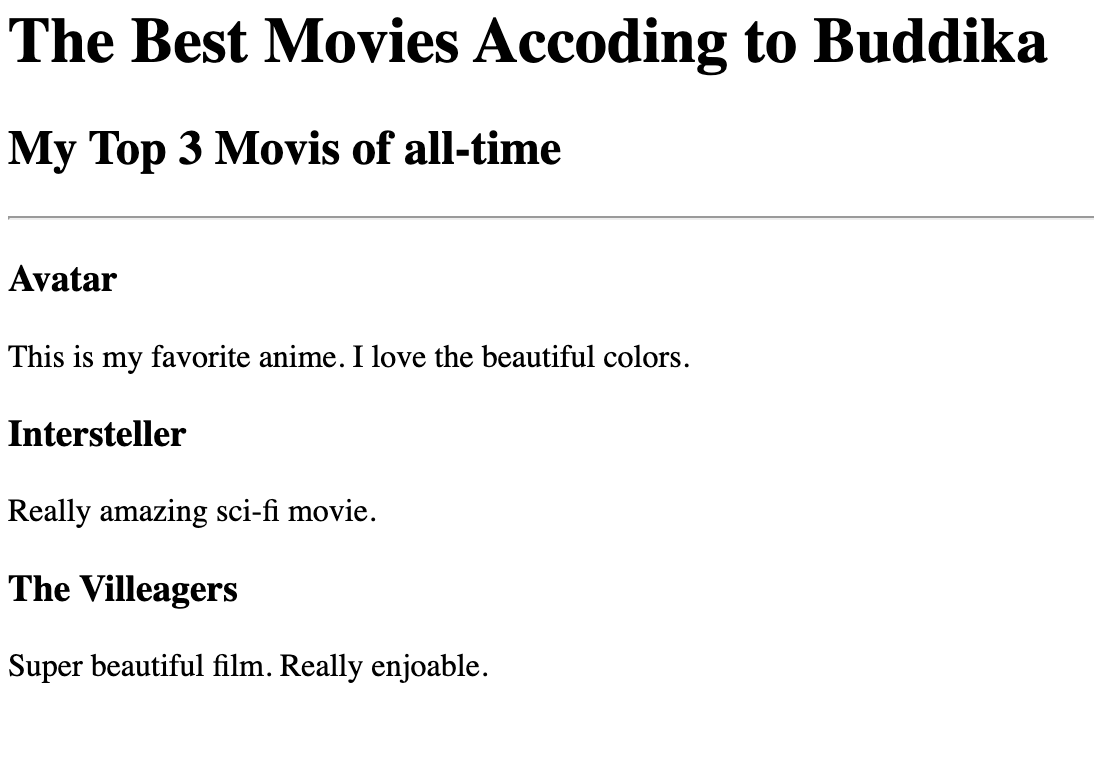 The Best Movies Accoding to Buddika
My Top 3 Movis of all-time
Avatar
This is my favorite anime. I love the beautiful colors.
Intersteller
Really amazing sci-fi movie.
The Villeagers
Super beautiful film. Really enjoable.